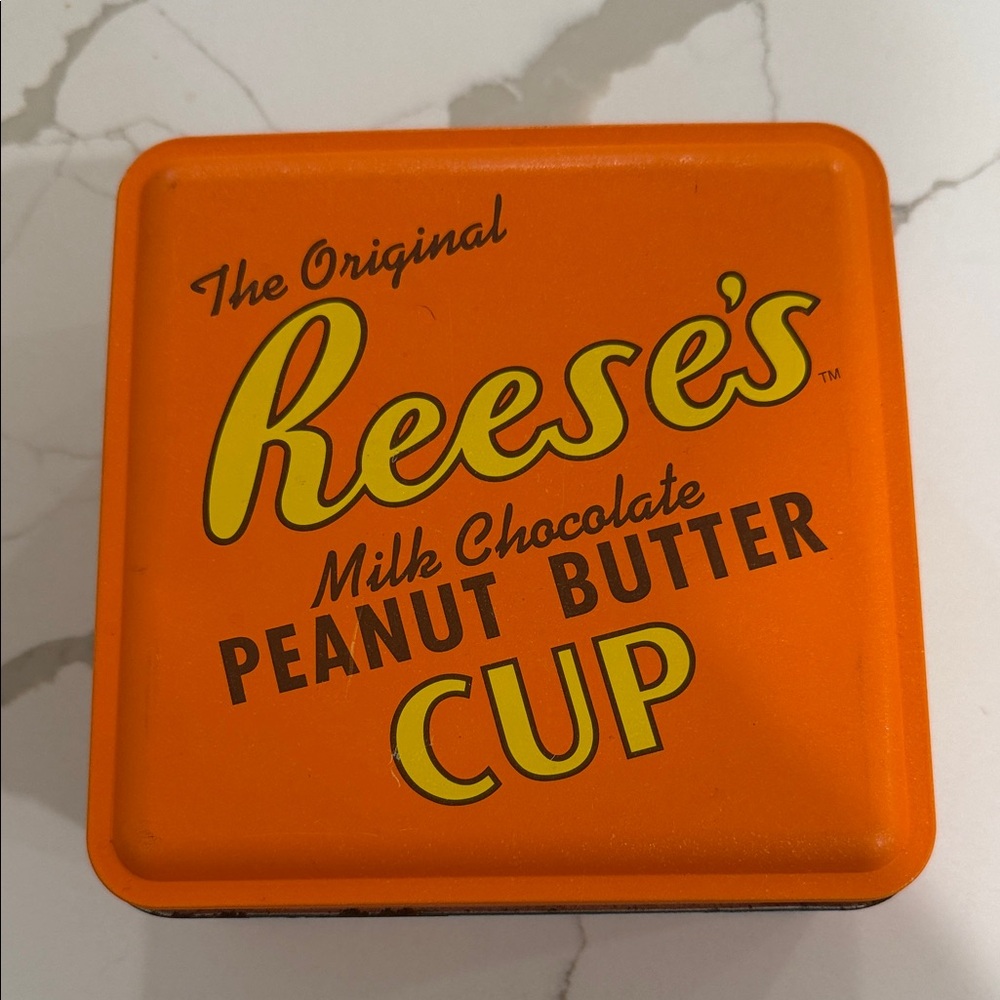 The Original
Reese's™
Milk Chocolate
PEANUT BUTTER
CUP